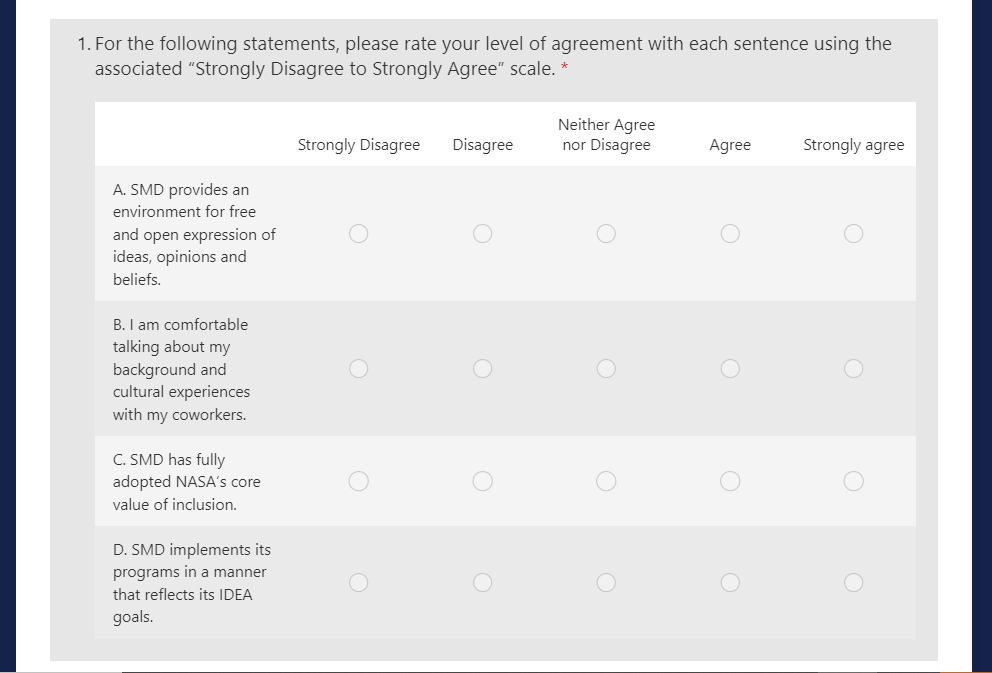 1. For the following statements, please rate your level of agreement with each sentence using the
associated “Strongly Disagree to Strongly Agree” scale. *
Strongly Disagree Disagree Neither Agree
nor Disagree Agree Strongly agree
A. SMD provides an
environment for free
and open expression of
ideas, opinions and
beliefs.
B. I am comfortable
talking about my
background and
cultural experiences
with my coworkers.
C. SMD has fully
adopted NASA’s core
value of inclusion.
D. SMD implements its
programs in a manner
that reflects its IDEA
goals.